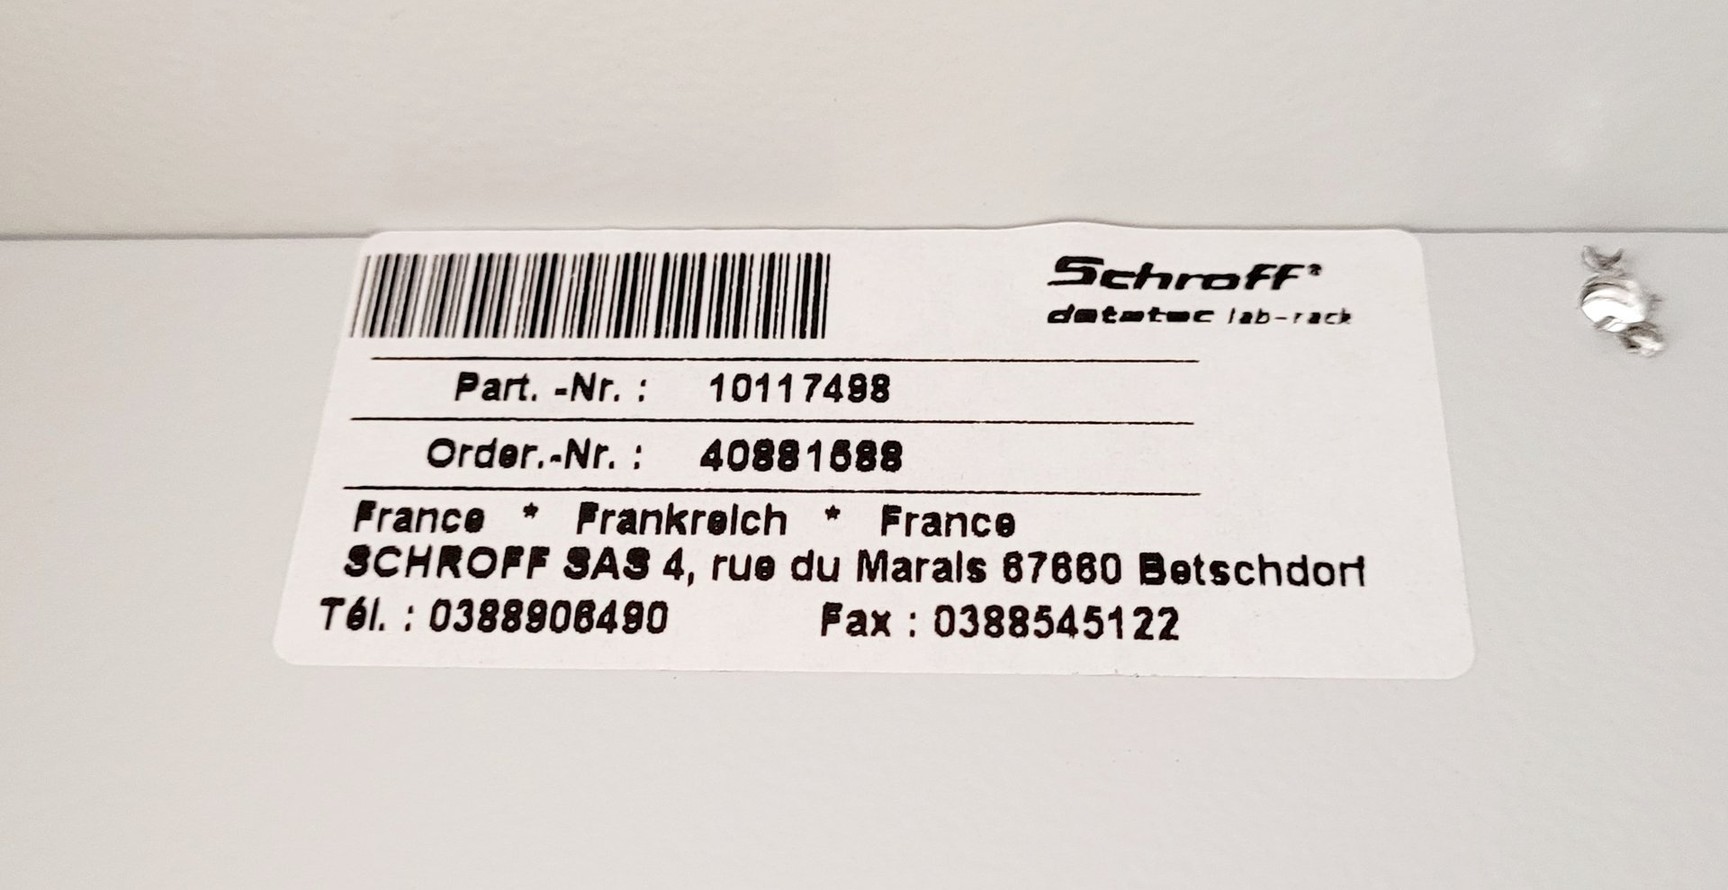 Schroff®
datatec lab-rack
Part. -Nr. : 10117498
Order.-Nr. : 40881688
France * Frankreich * France
SCHROFF SAS 4, rue du Marais 67660 Betschdorf
Tél. : 0388906490 Fax : 0388545122